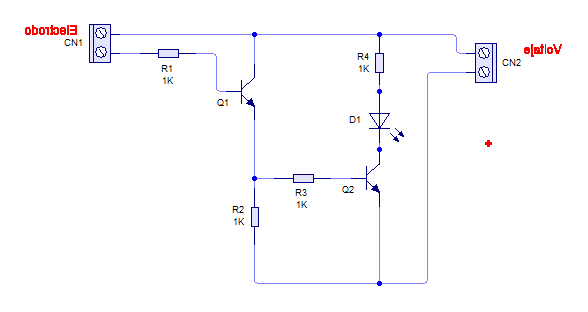 Electrodo
Voltaje
CN1
R4
1K
CN2
R1
1K
Q1
D1
R3
1K
Q2
R2
1K